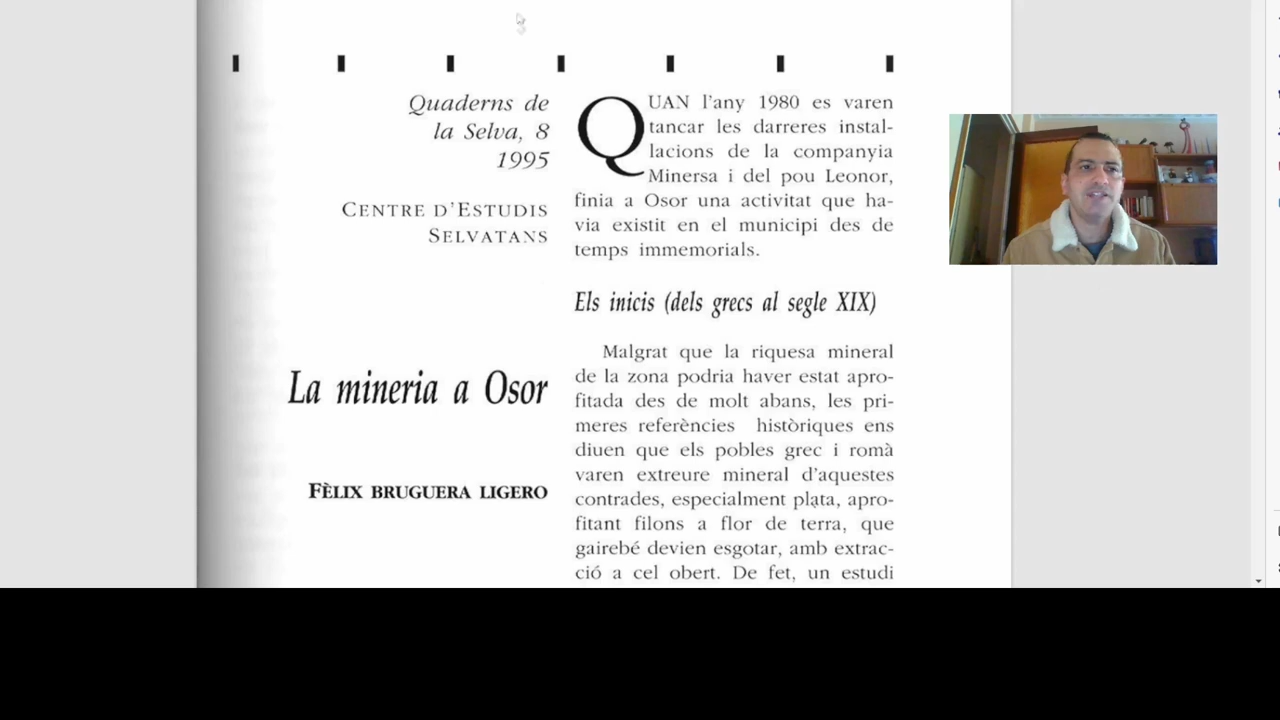 Quaderns de
la Selva, 8
1995
CENTRE D'ESTUDIS
SELVATANS
La mineria a Osor
FÈLIX BRUGUERA LIGERO
QUAN l'any 1980 es varen
tancar les darreres instal-
lacions de la companyia
Minersa i del pou Leonor,
finia a Osor una activitat que ha-
via existit en el municipi des de
temps immemorials.
Els inicis (dels grecs al segle XIX)
Malgrat que la riquesa mineral
de la zona podria haver estat apro-
fitada des de molt abans, les pri-
meres referències històriques ens
diuen que els pobles grec i romà
varen extreure mineral d'aquestes
contrades, especialment plata, apro-
fitant filons a flor de terra, que
gairebé devien esgotar, amb extrac-
ció a cel obert. De fet, un estudi